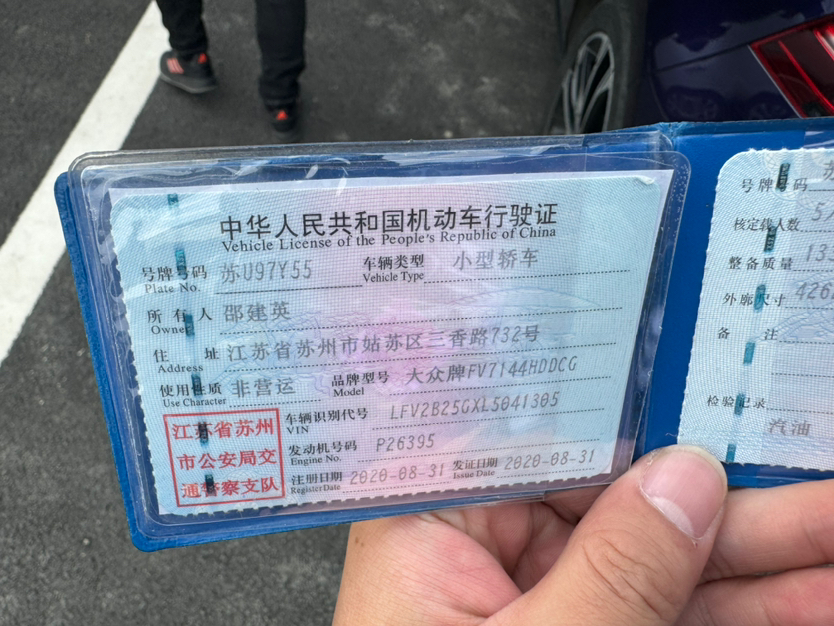 中华人民共和国机动车行驶证
Vehicle License of the People's Republic of China
号牌号码 苏U97Y55 车辆类型 小型轿车
Plate No. Vehicle Type
所有人 邵建英
Owner
住址 江苏省苏州市姑苏区三香路732号
Address
使用性质 非营运 品牌型号 大众牌FV7144HDDCG
Use Character Model
车辆识别代号 LFV2B25GXL5041305
VIN
发动机号码 P26395
Engine No.
注册日期 2020-08-31 发证日期 2020-08-31
Register Date Issue Date
江苏省苏州
市公安局交
通警察支队
号牌号码
核定载人数
整备质量
外廓尺寸 426
备注
检验记录
汽油